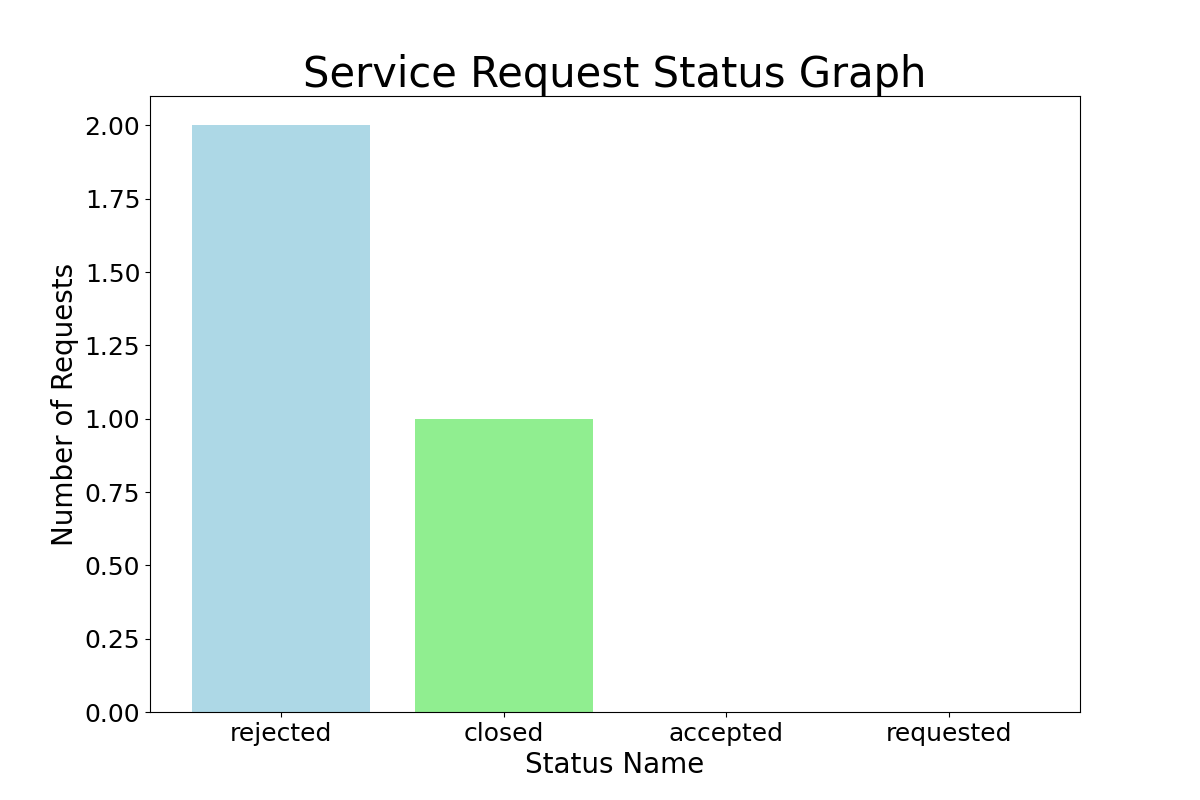 Service Request Status Graph
Number of Requests
2.00
1.75
1.50
1.25
1.00
0.75
0.50
0.25
0.00
rejected closed accepted requested
Status Name